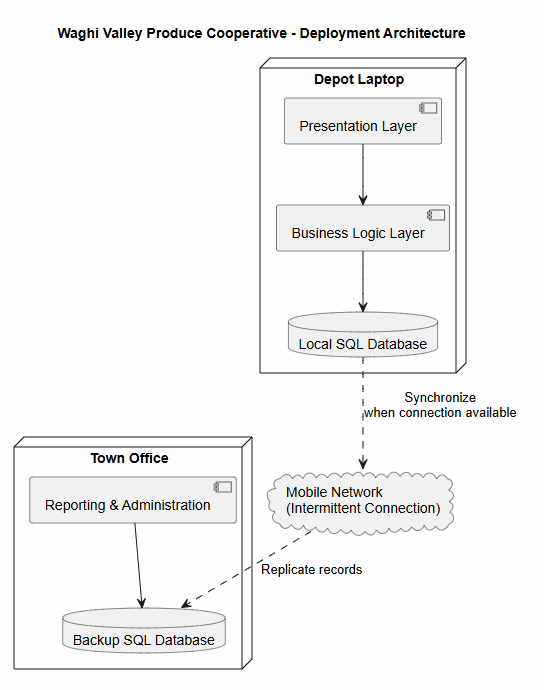 Waghi Valley Produce Cooperative - Deployment Architecture
Depot Laptop
Presentation Layer
Business Logic Layer
Local SQL Database
Synchronize
when connection available
Town Office
Reporting & Administration
Mobile Network
(Intermittent Connection)
Replicate records
Backup SQL Database